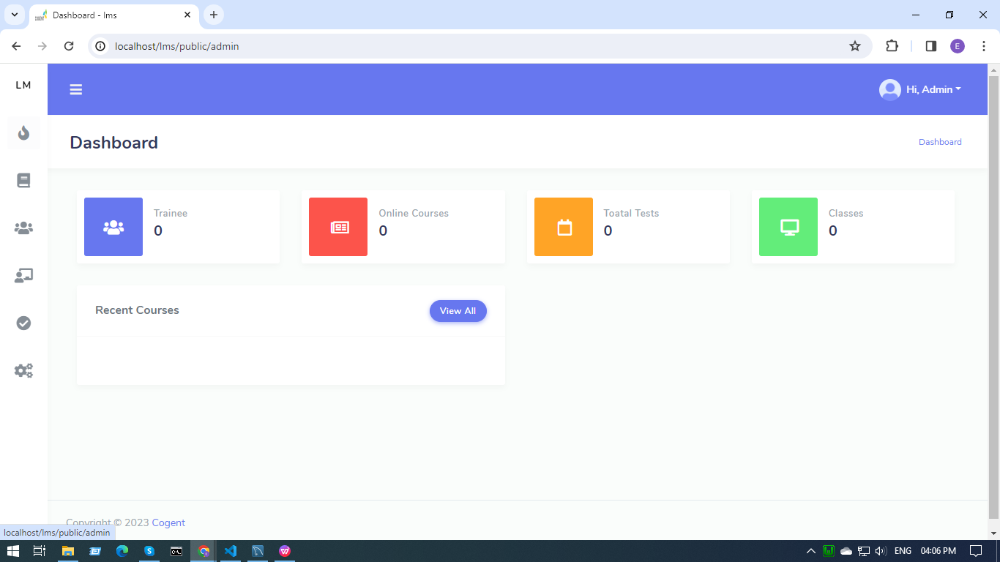 Dashboard - lms
localhost/lms/public/admin
E
LM
Hi, Admin
Dashboard
Dashboard
Trainee
0
Online Courses
0
Toatal Tests
0
Classes
0
Recent Courses
View All
Copyright © 2023 Cogent
localhost/lms/public/admin
ENG
04:06 PM